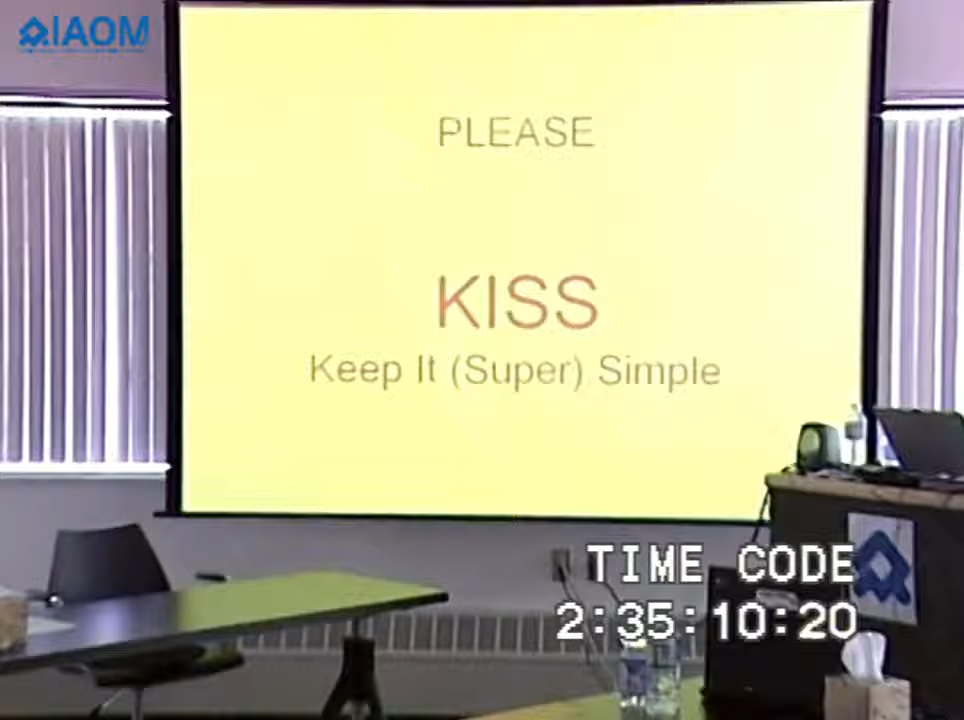 IAOM
PLEASE
KISS
Keep It (Super) Simple
TIME CODE
2:35:10:20